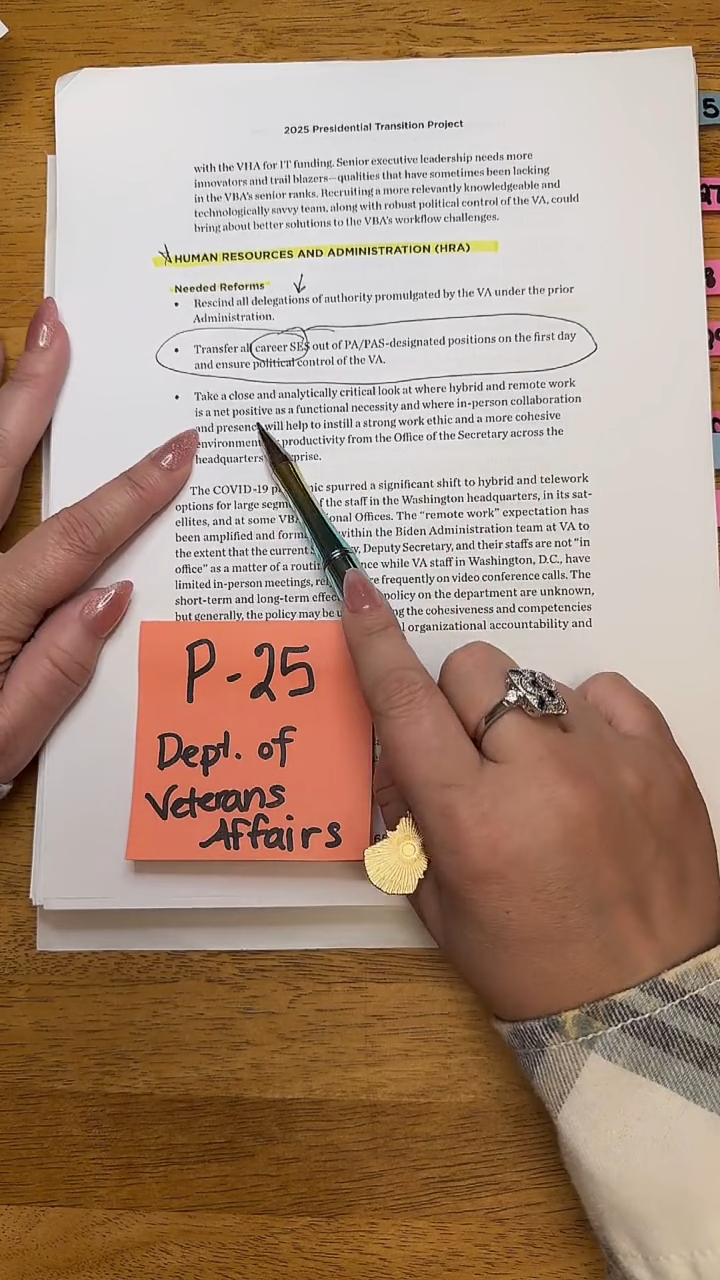 2025 Presidential Transition Project
with the VHA for IT funding. Senior executive leadership needs more
innovators and trail blazers—qualities that have sometimes been lacking
in the VBA's senior ranks. Recruiting a more relevantly knowledgeable and
technologically savvy team, along with robust political control of the VA, could
bring about better solutions to the VBA's workflow challenges.
HUMAN RESOURCES AND ADMINISTRATION (HRA)
Needed Reforms
• Rescind all delegations of authority promulgated by the VA under the prior
Administration.
• Transfer all career SES out of PA/PAS-designated positions on the first day
and ensure political control of the VA.
• Take a close and analytically critical look at where hybrid and remote work
is a net positive as a functional necessity and where in-person collaboration
and presence will help to instill a strong work ethic and a more cohesive
environment productivity from the Office of the Secretary across the
headquarters
The COVID-19 spurred a significant shift to hybrid and telework
options for large of the staff in the Washington headquarters, in its sat-
ellites, and at some Offices. The "remote work" expectation has
been amplified and within the Biden Administration team at VA to
the extent that the current Deputy Secretary, and their staffs are not "in
office" as a matter of while VA staff in Washington, D.C., have
limited in-person meetings, frequently on video conference calls. The
short-term and long-term policy on the department are unknown,
but generally, the policy may be the cohesiveness and competencies
organizational accountability and
P-25
Dept. of
Veterans
Affairs
5